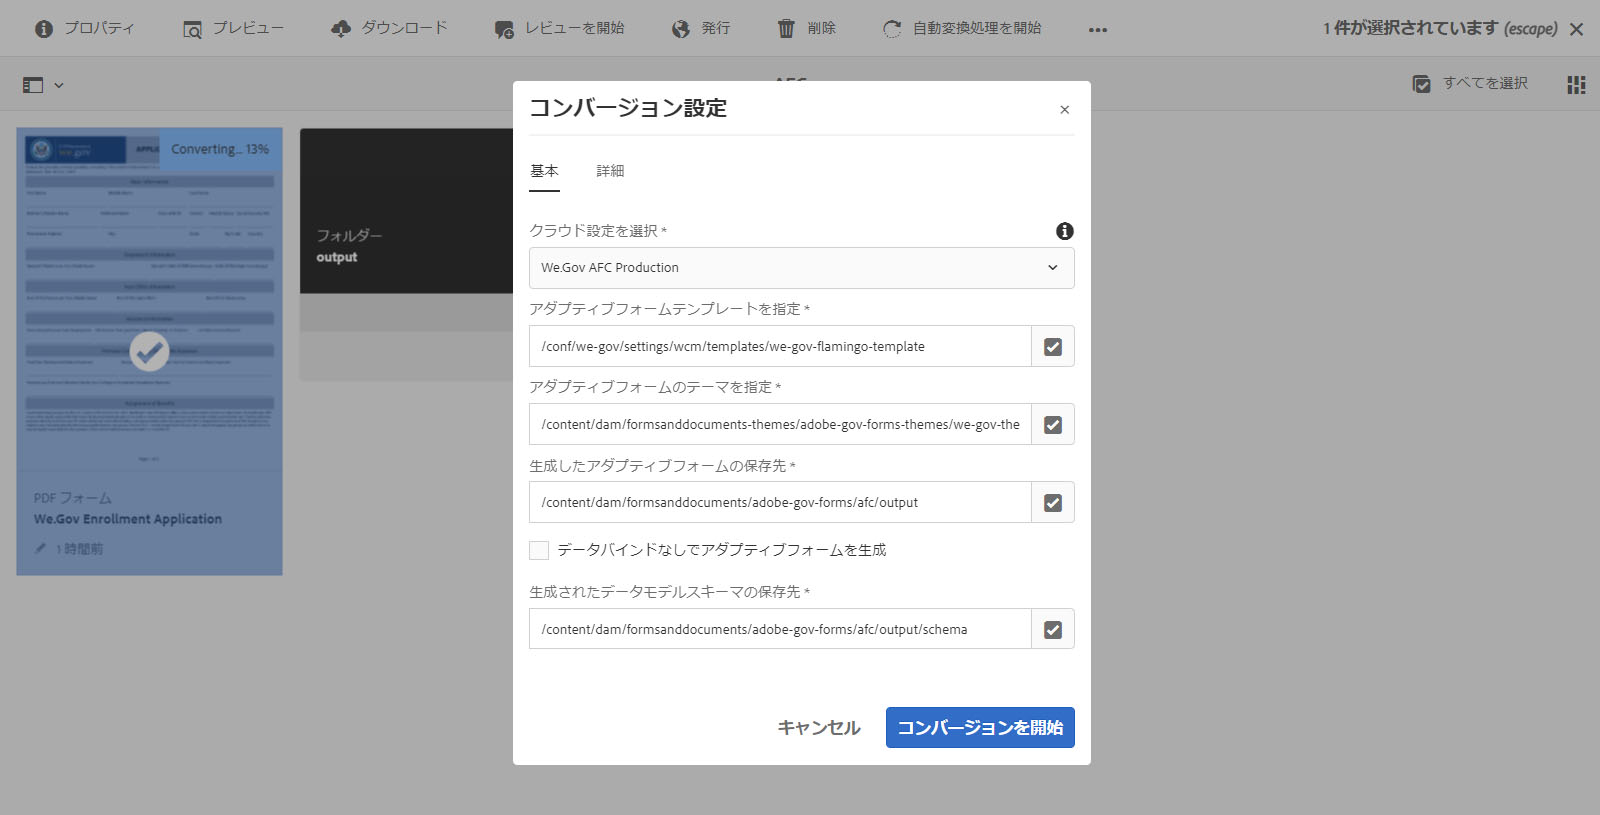 プロパティ
プレビュー
ダウンロード
レビューを開始
発行
削除
自動変換処理を開始
1 件が選択されています (escape)
すべてを選択
Converting... 13%
we.gov
PDF フォーム
We.Gov Enrollment Application
1 時間前
フォルダー
output
コンバージョン設定
基本
詳細
クラウド設定を選択 *
We.Gov AFC Production
アダプティブフォームテンプレートを指定 *
/conf/we-gov/settings/wcm/templates/we-gov-flamingo-template
アダプティブフォームのテーマを指定 *
/content/dam/formsanddocuments-themes/adobe-gov-forms-themes/we-gov-the
生成したアダプティブフォームの保存先 *
/content/dam/formsanddocuments/adobe-gov-forms/afc/output
データバインドなしでアダプティブフォームを生成
生成されたデータモデルスキーマの保存先 *
/content/dam/formsanddocuments/adobe-gov-forms/afc/output/schema
キャンセル
コンバージョンを開始